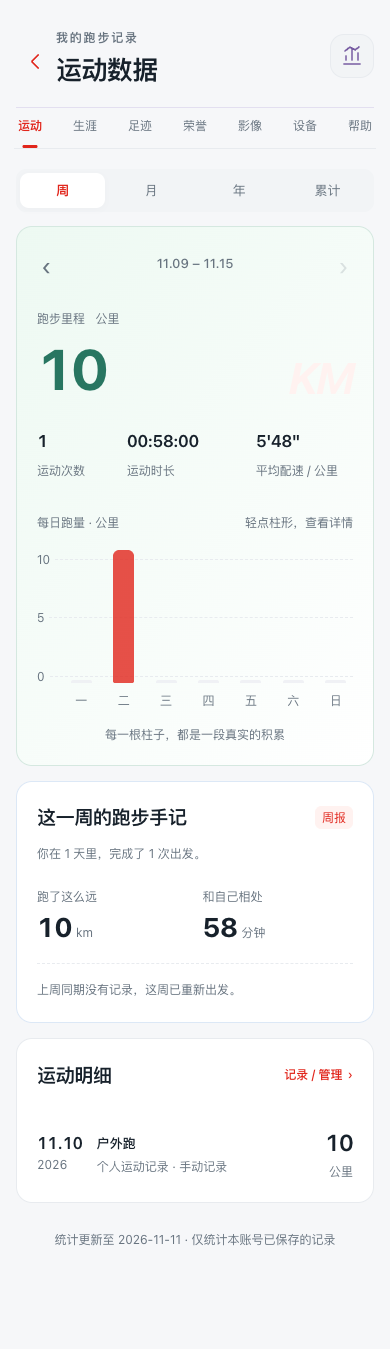 我的跑步记录
运动数据
运动 生涯 足迹 荣誉 影像 设备 帮助
周 月 年 累计
‹ 11.09 – 11.15 ›
跑步里程 公里
10
KM
1 00:58:00 5'48"
运动次数 运动时长 平均配速 / 公里
每日跑量 · 公里 轻点柱形，查看详情
10
5
0
一 二 三 四 五 六 日
每一根柱子，都是一段真实的积累
这一周的跑步手记 周报
你在 1 天里，完成了 1 次出发。
跑了这么远 和自己相处
10 km 58 分钟
上周同期没有记录，这周已重新出发。
运动明细 记录 / 管理 ›
11.10 户外跑 10
2026 个人运动记录 · 手动记录 公里
统计更新至 2026-11-11 · 仅统计本账号已保存的记录